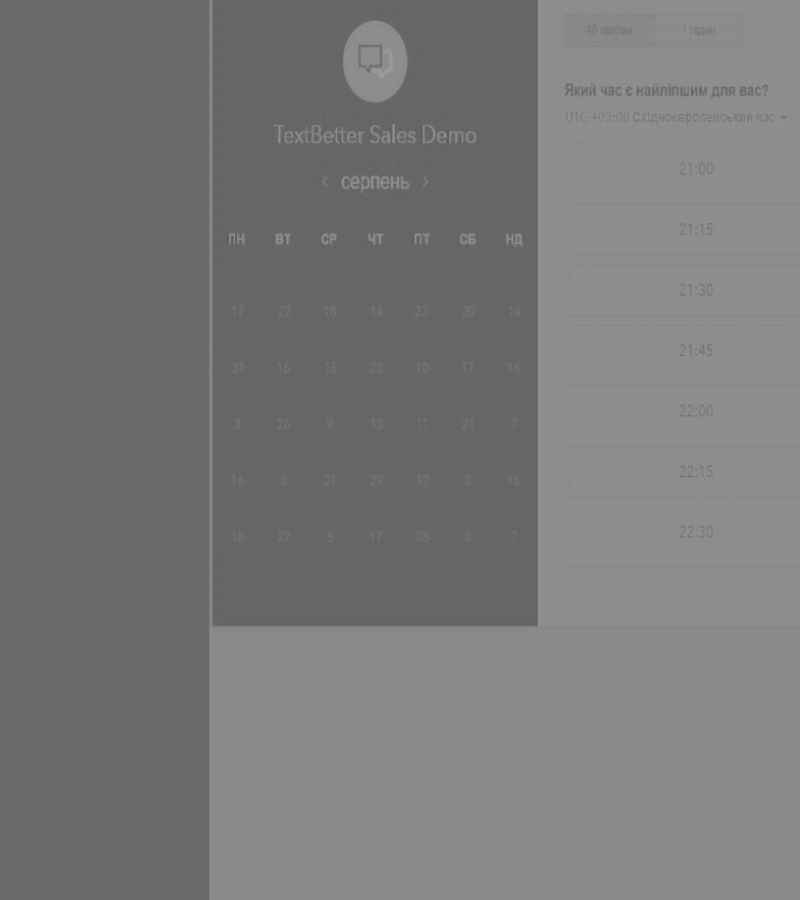 TextBetter Sales Demo
‹ серпень ›
ПН ВТ СР ЧТ ПТ СБ НД
17 22 18 14 23 20 14
31 16 15 28 10 17 16
3 26 9 13 11 21 7
16 8 21 29 12 8 16
18 27 5 17 28 8 2
40 хвилин 1 годин
Який час є найліпшим для вас?
UTC +03:00 Східноєвропейський час
21:00
21:15
21:30
21:45
22:00
22:15
22:30